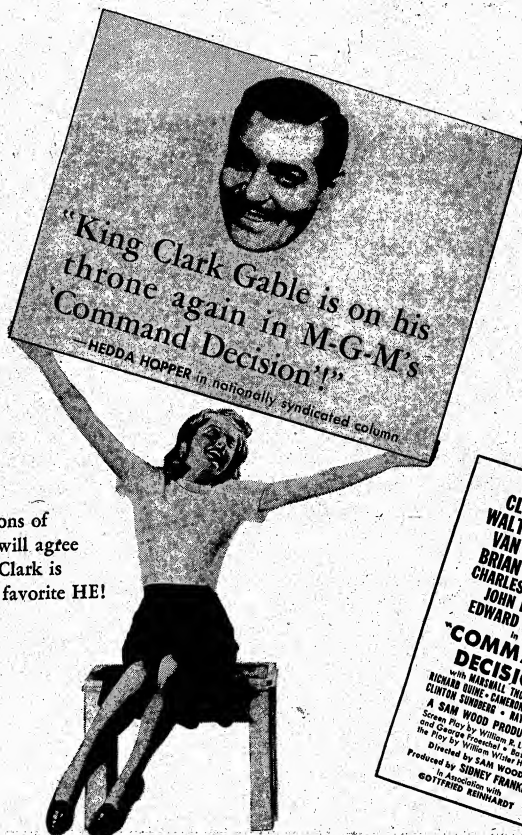 "King Clark Gable is on his
throne again in M-G-M's
'Command Decision'!"
—HEDDA HOPPER in nationally syndicated column
ons of
will agree
Clark is
favorite HE!
CL
WALT
VAN
BRIAN
CHARLES
JOHN
EDWARD
in
"COMM
DECISIO
with MARSHALL TH
RICHARD QUINE • CAMERON
CLINTON SUNDBERG • RAY
A SAM WOOD PRODU
Screen Play by William R. L
and George Froeschel • Bas
the Play by William Wister H
Directed by SAM WOOD
Produced by SIDNEY FRANK
In Association with
GOTTFRIED REINHARDT